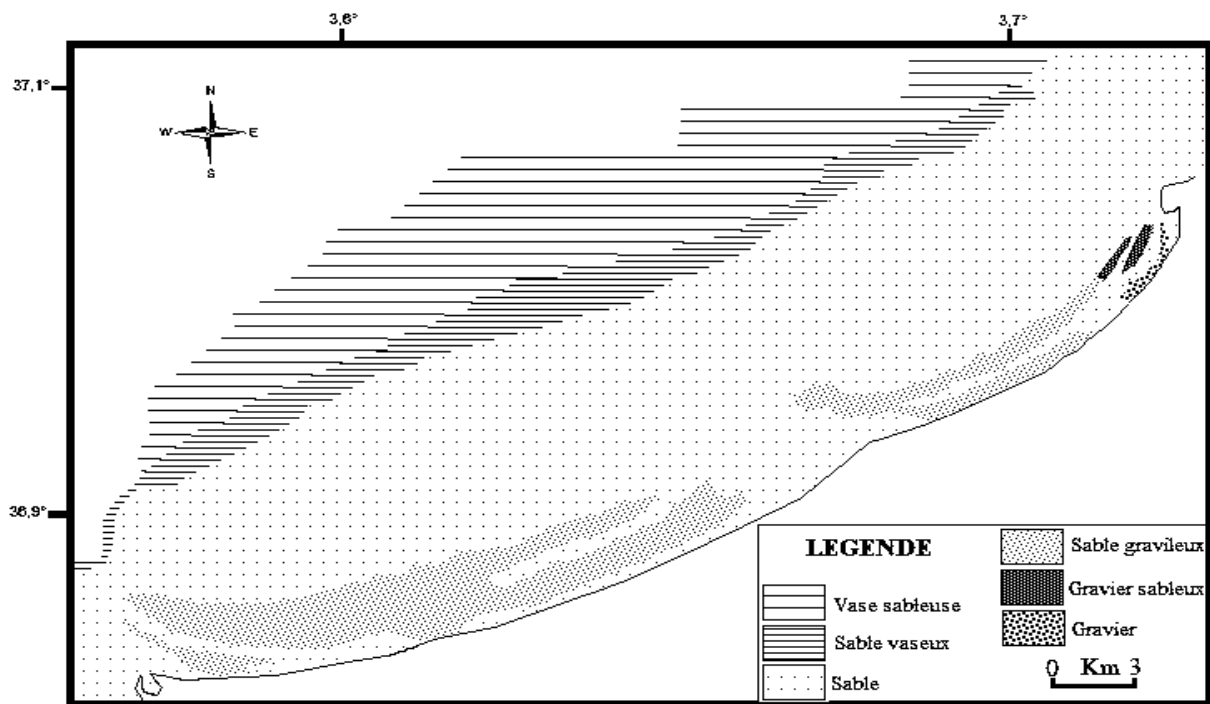 3,6° 3,7°
37,1°
N
W E
S
36,9°
LEGENDE
Vase sableuse
Sable vaseux
Sable
Sable gravileux
Gravier sableux
Gravier
0 Km 3